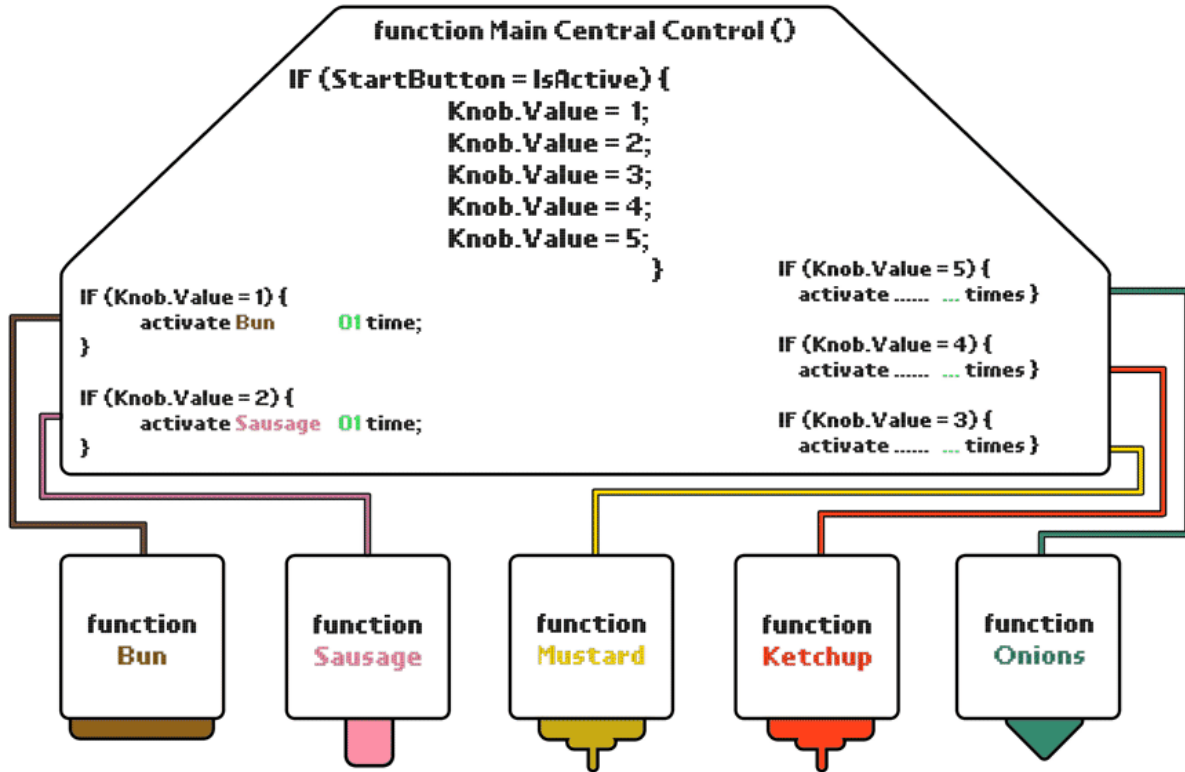 function Main Central Control ()
IF (StartButton = IsActive) {
Knob.Value = 1;
Knob.Value = 2;
Knob.Value = 3;
Knob.Value = 4;
Knob.Value = 5;
}
IF (Knob.Value = 1) {
activate Bun 01 time;
}
IF (Knob.Value = 2) {
activate Sausage 01 time;
}
IF (Knob.Value = 5) {
activate ...... ... times }
IF (Knob.Value = 4) {
activate ...... ... times }
IF (Knob.Value = 3) {
activate ...... ... times }
function
Bun
function
Sausage
function
Mustard
function
Ketchup
function
Onions